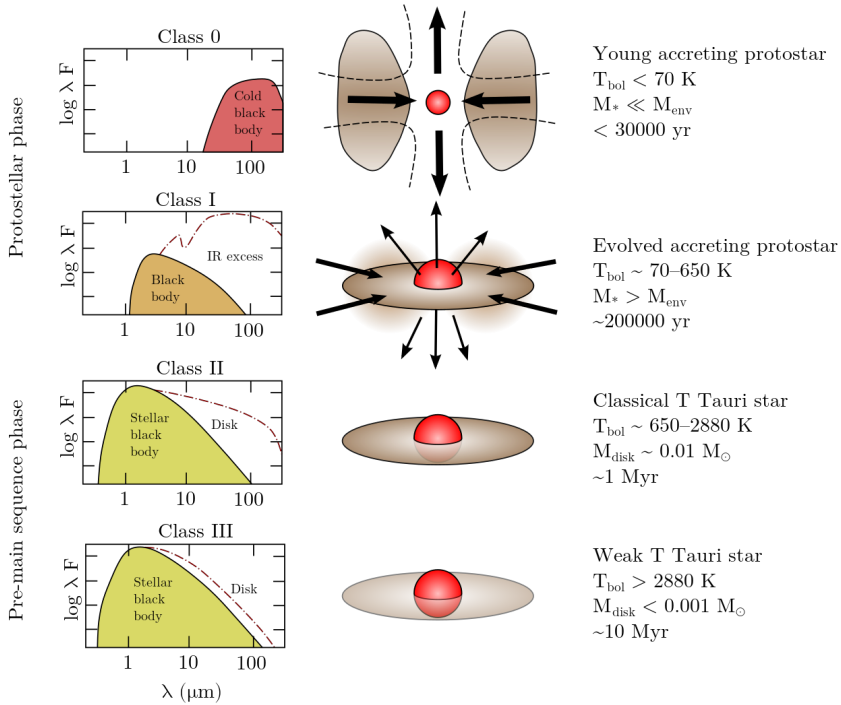 Protostellar phase
Class 0
log λ F
Cold
black
body
1
10
100
Young accreting protostar
T_bol < 70 K
M_* ≪ M_env
< 30000 yr
Class I
log λ F
IR excess
Black
body
1
10
100
Evolved accreting protostar
T_bol ~ 70–650 K
M_* > M_env
~200000 yr
Pre-main sequence phase
Class II
log λ F
Stellar
black
body
Disk
1
10
100
Classical T Tauri star
T_bol ~ 650–2880 K
M_disk ~ 0.01 M_☉
~1 Myr
Class III
log λ F
Stellar
black
body
Disk
1
10
100
λ (μm)
Weak T Tauri star
T_bol > 2880 K
M_disk < 0.001 M_☉
~10 Myr